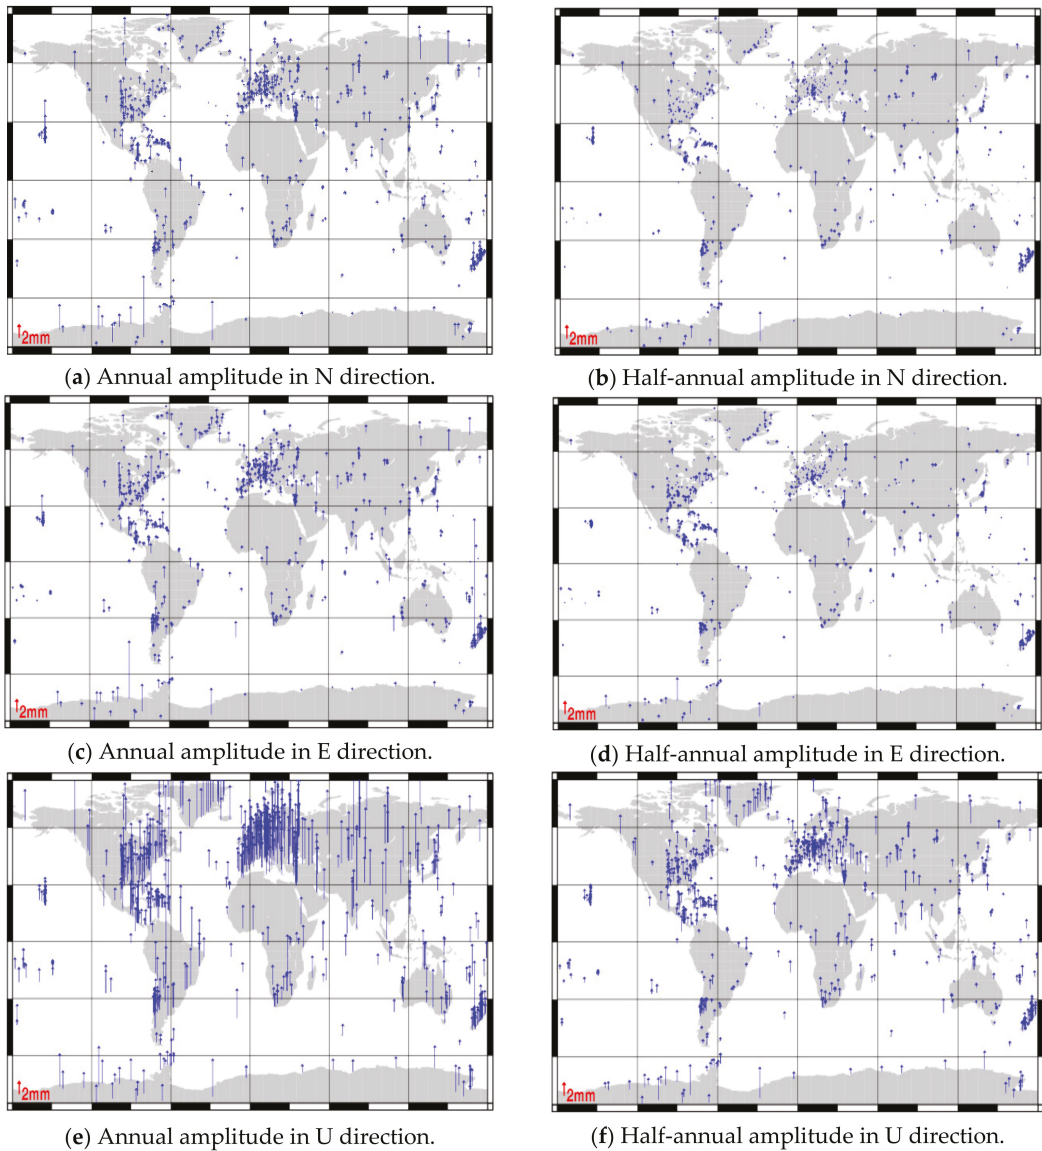 2mm
2mm
(a) Annual amplitude in N direction.
(b) Half-annual amplitude in N direction.
2mm
2mm
(c) Annual amplitude in E direction.
(d) Half-annual amplitude in E direction.
2mm
2mm
(e) Annual amplitude in U direction.
(f) Half-annual amplitude in U direction.